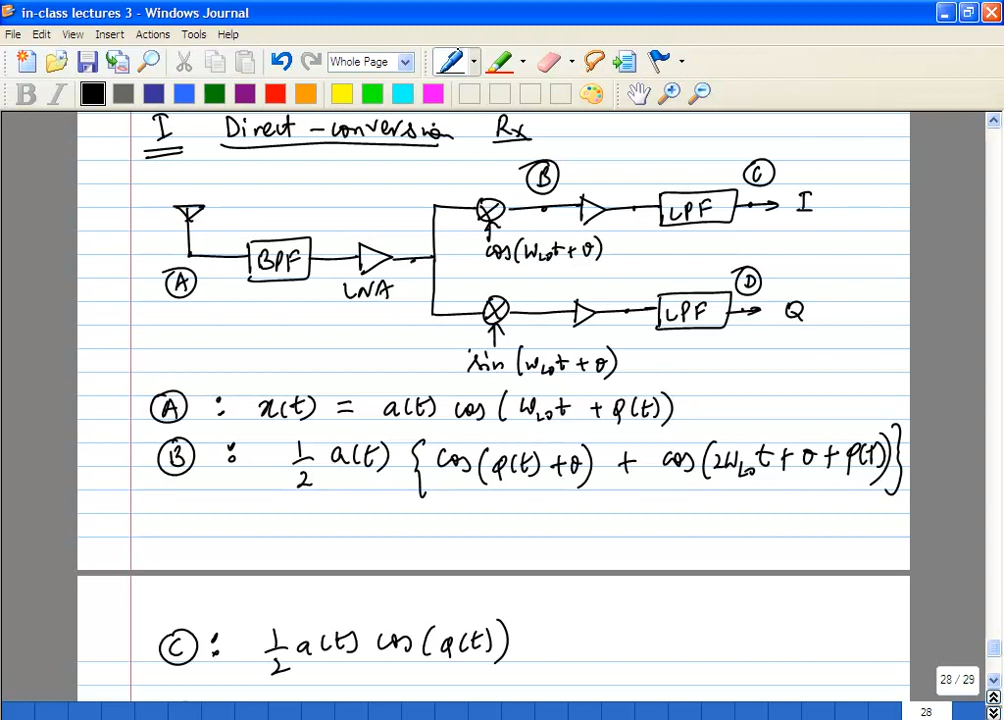 in-class lectures 3 - Windows Journal
File Edit View Insert Actions Tools Help
Whole Page
B I
I Direct-conversion Rx
B C
LPF I
cos(ωLOt + θ)
BPF
A LNA D
LPF Q
sin(ωLOt + θ)
A : x(t) = a(t) cos(ωLOt + φ(t))
B : 1/2 a(t) {cos(φ(t) + θ) + cos(2ωLOt + θ + φ(t))}
C : 1/2 a(t) cos(φ(t))
28 / 29
28